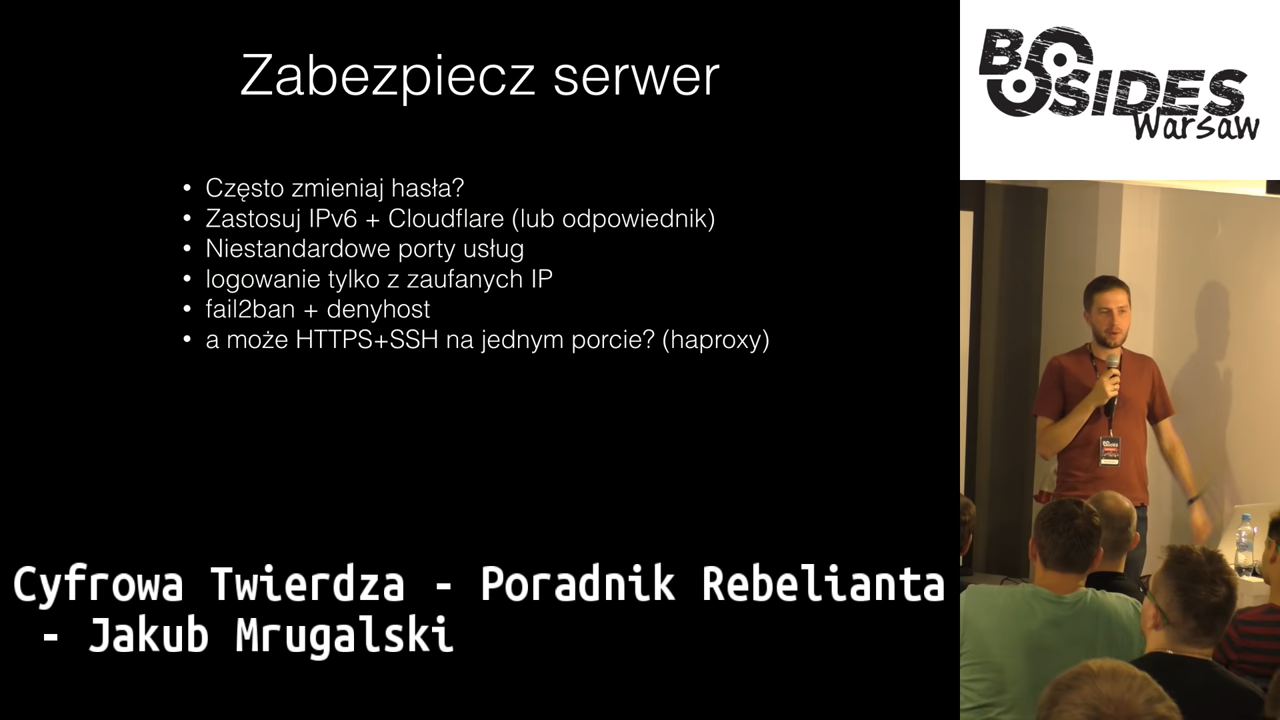 Zabezpiecz serwer
• Często zmieniaj hasła?
• Zastosuj IPv6 + Cloudflare (lub odpowiednik)
• Niestandardowe porty usług
• logowanie tylko z zaufanych IP
• fail2ban + denyhost
• a może HTTPS+SSH na jednym porcie? (haproxy)
Cyfrowa Twierdza - Poradnik Rebelianta
- Jakub Mrugalski
BSIDES
Warsaw